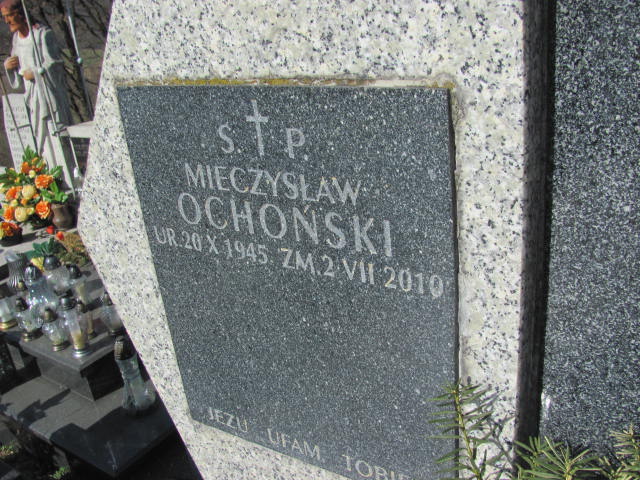 Ś. P.
MIECZYSŁAW
OCHOŃSKI
UR. 20 X 1945. ZM. 2 VII 2010
JEZU UFAM TOBIE